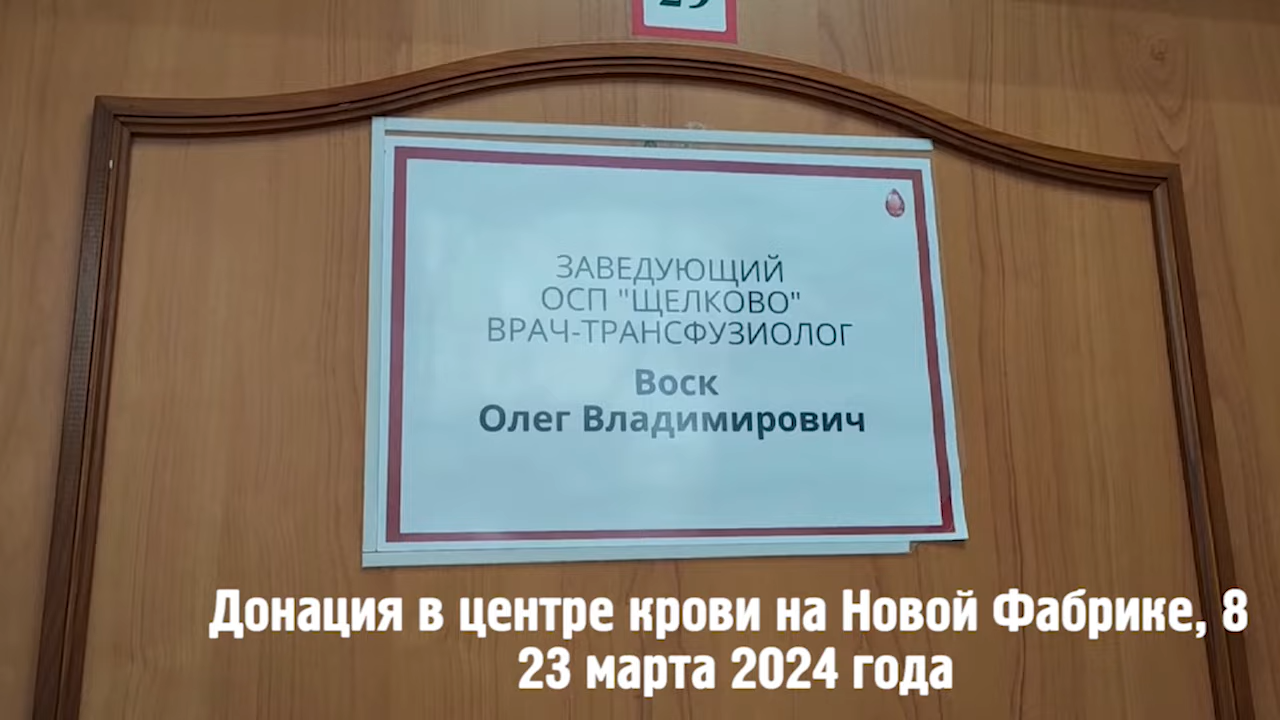 ЗАВЕДУЮЩИЙ
ОСП "ЩЕЛКОВО"
ВРАЧ-ТРАНСФУЗИОЛОГ
Воск
Олег Владимирович
Донация в центре крови на Новой Фабрике, 8
23 марта 2024 года